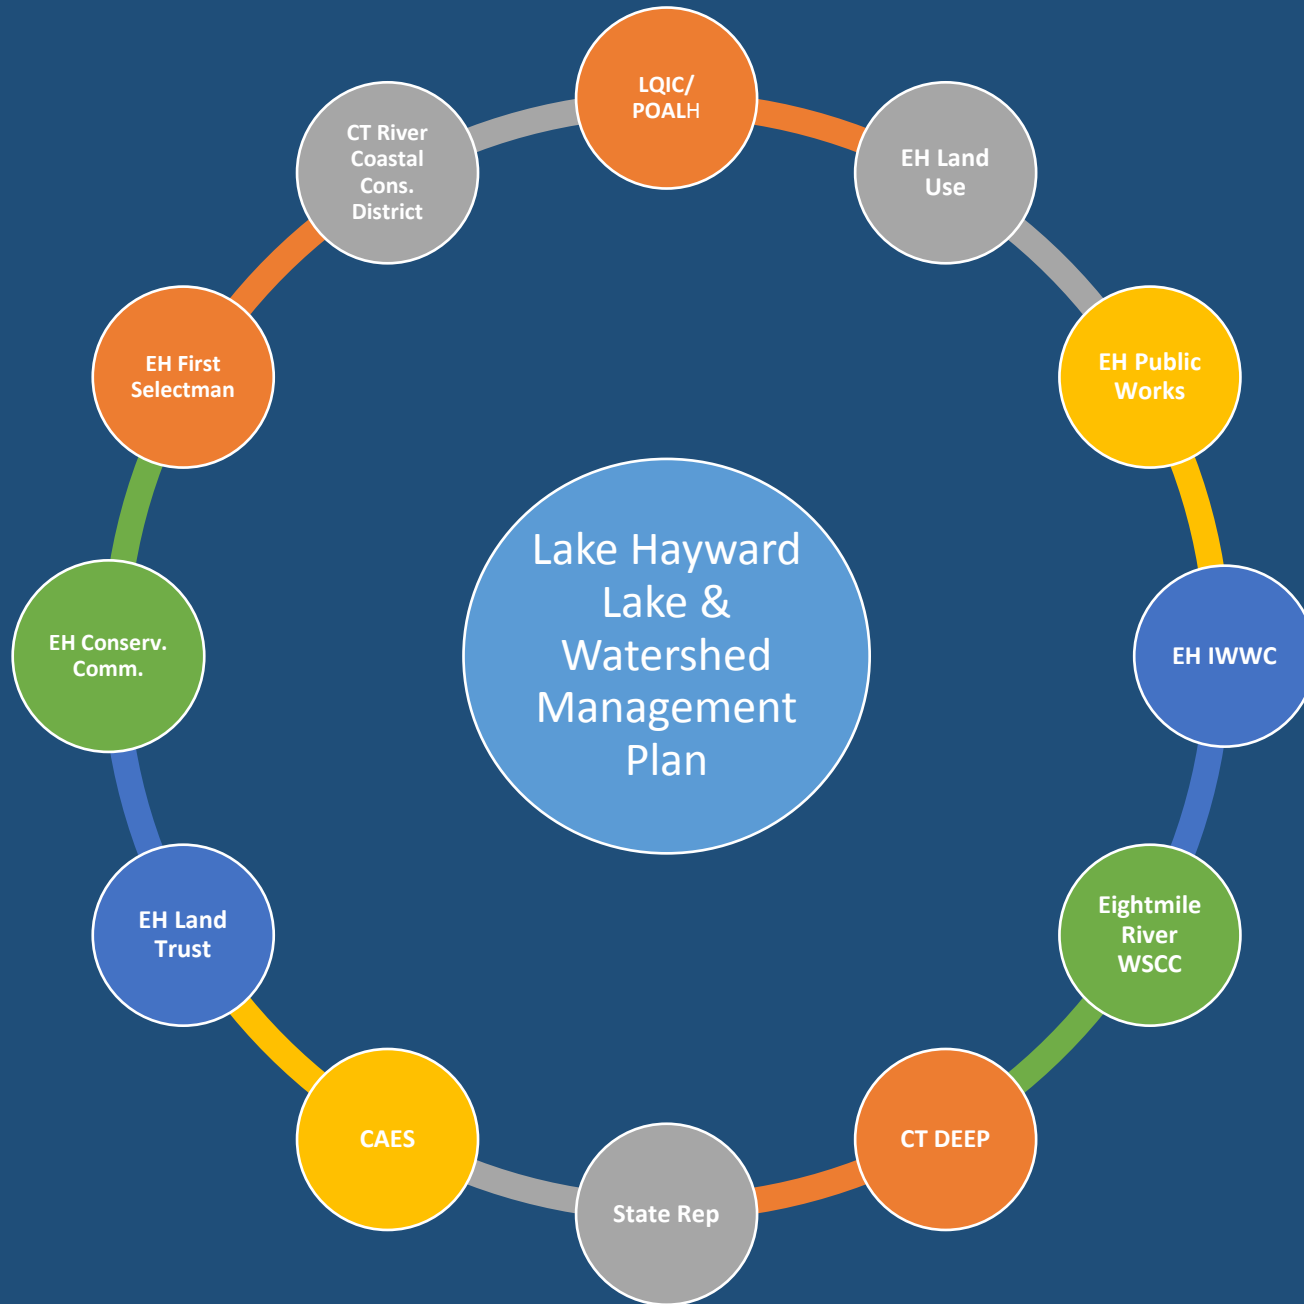 LQIC/
POALH
EH Land
Use
EH Public
Works
EH IWWC
Eightmile
River
WSCC
CT DEEP
State Rep
CAES
EH Land
Trust
EH Conserv.
Comm.
EH First
Selectman
CT River
Coastal
Cons.
District
Lake Hayward
Lake &
Watershed
Management
Plan